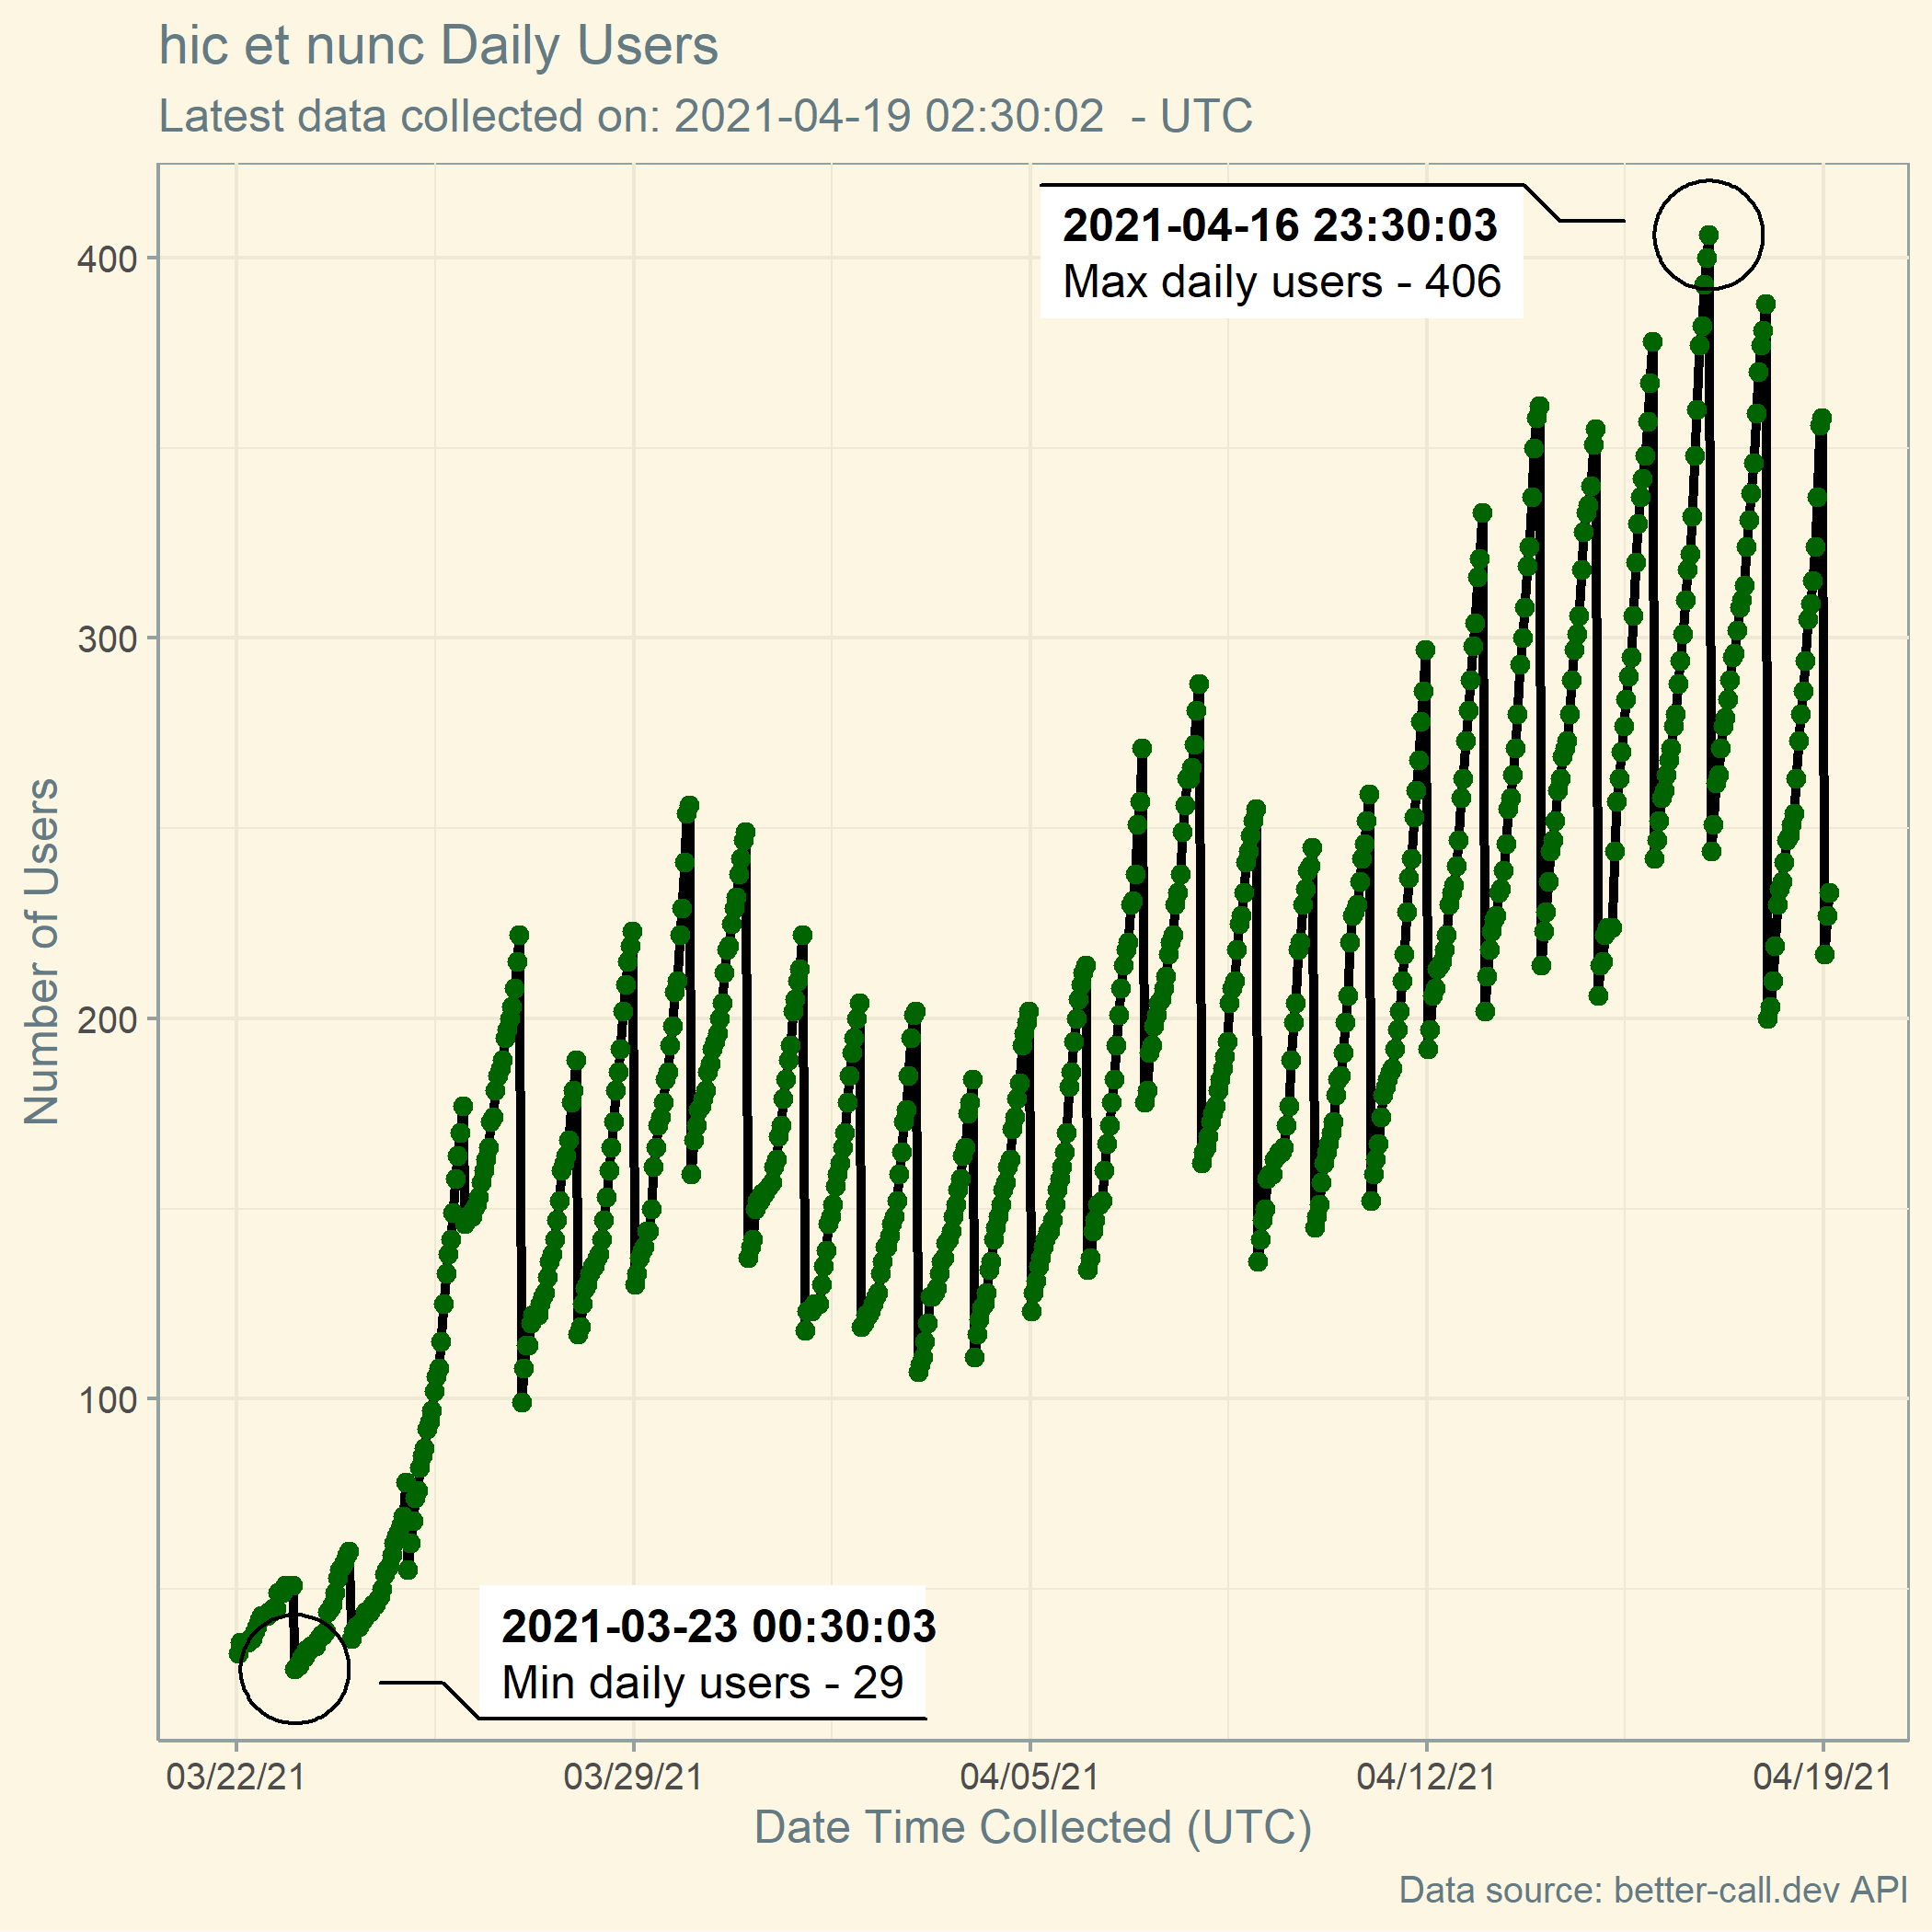 hic et nunc Daily Users
Latest data collected on: 2021-04-19 02:30:02  - UTC
2021-04-16 23:30:03
Max daily users - 406
400
300
200
100
Number of Users
2021-03-23 00:30:03
Min daily users - 29
03/22/21
03/29/21
04/05/21
04/12/21
04/19/21
Date Time Collected (UTC)
Data source: better-call.dev API